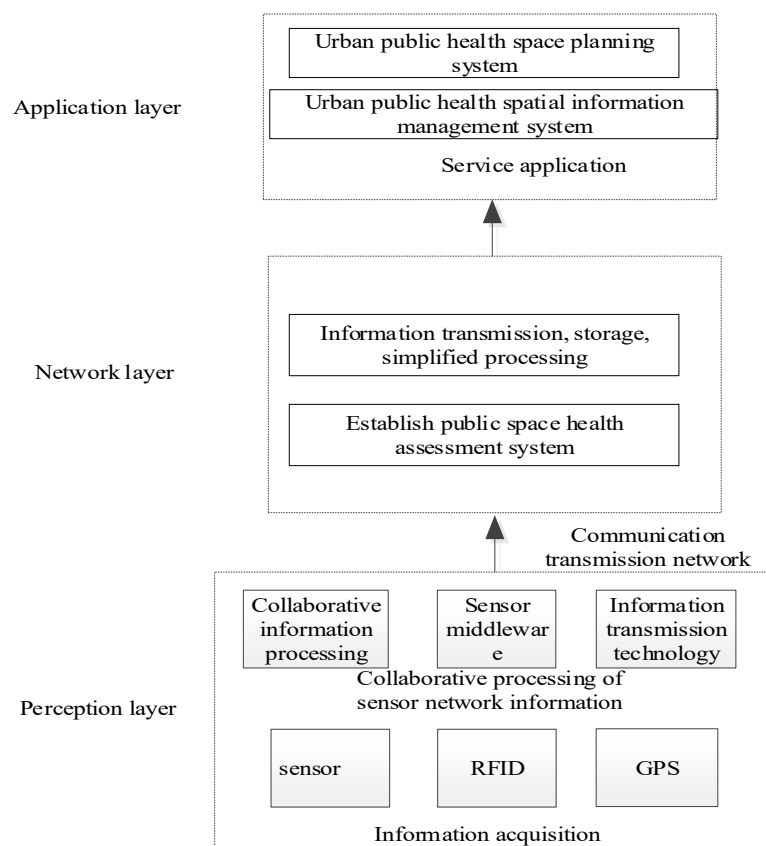 Urban public health space planning
system
Application layer
Urban public health spatial information
management system
Service application
Information transmission, storage,
simplified processing
Network layer
Establish public space health
assessment system
Communication
transmission network
Collaborative
information
processing
Sensor
middlewar
e
Information
transmission
technology
Collaborative processing of
sensor network information
Perception layer
sensor
RFID
GPS
Information acquisition